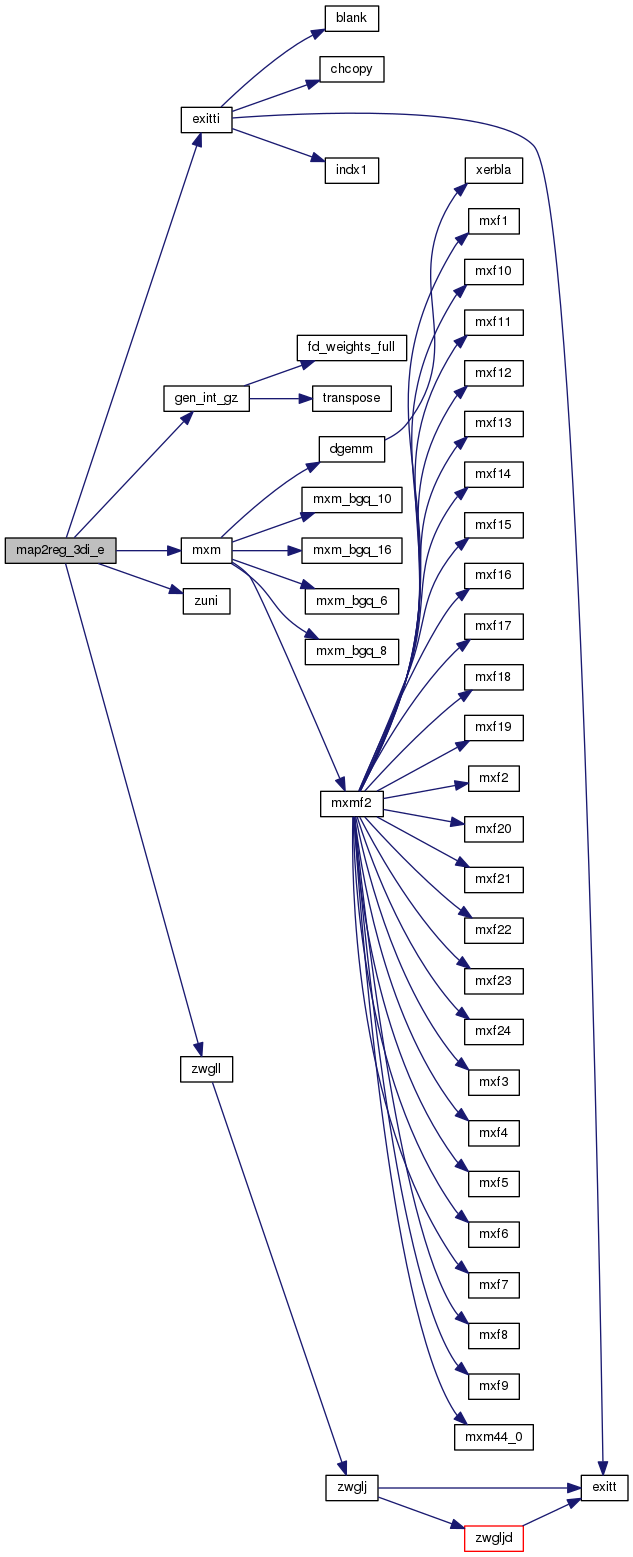 blank
chcopy
exitti
indx1
xerbla
mxf1
mxf10
mxf11
fd_weights_full
mxf12
gen_int_gz
transpose
mxf13
dgemm
mxf14
mxm_bgq_10
mxf15
map2reg_3di_e
mxm
mxm_bgq_16
mxf16
zuni
mxm_bgq_6
mxf17
mxm_bgq_8
mxf18
mxf19
mxf2
mxmf2
mxf20
mxf21
mxf22
mxf23
mxf24
zwgll
mxf3
mxf4
mxf5
mxf6
mxf7
mxf8
mxf9
mxm44_0
zwglj
exitt
zwgljd